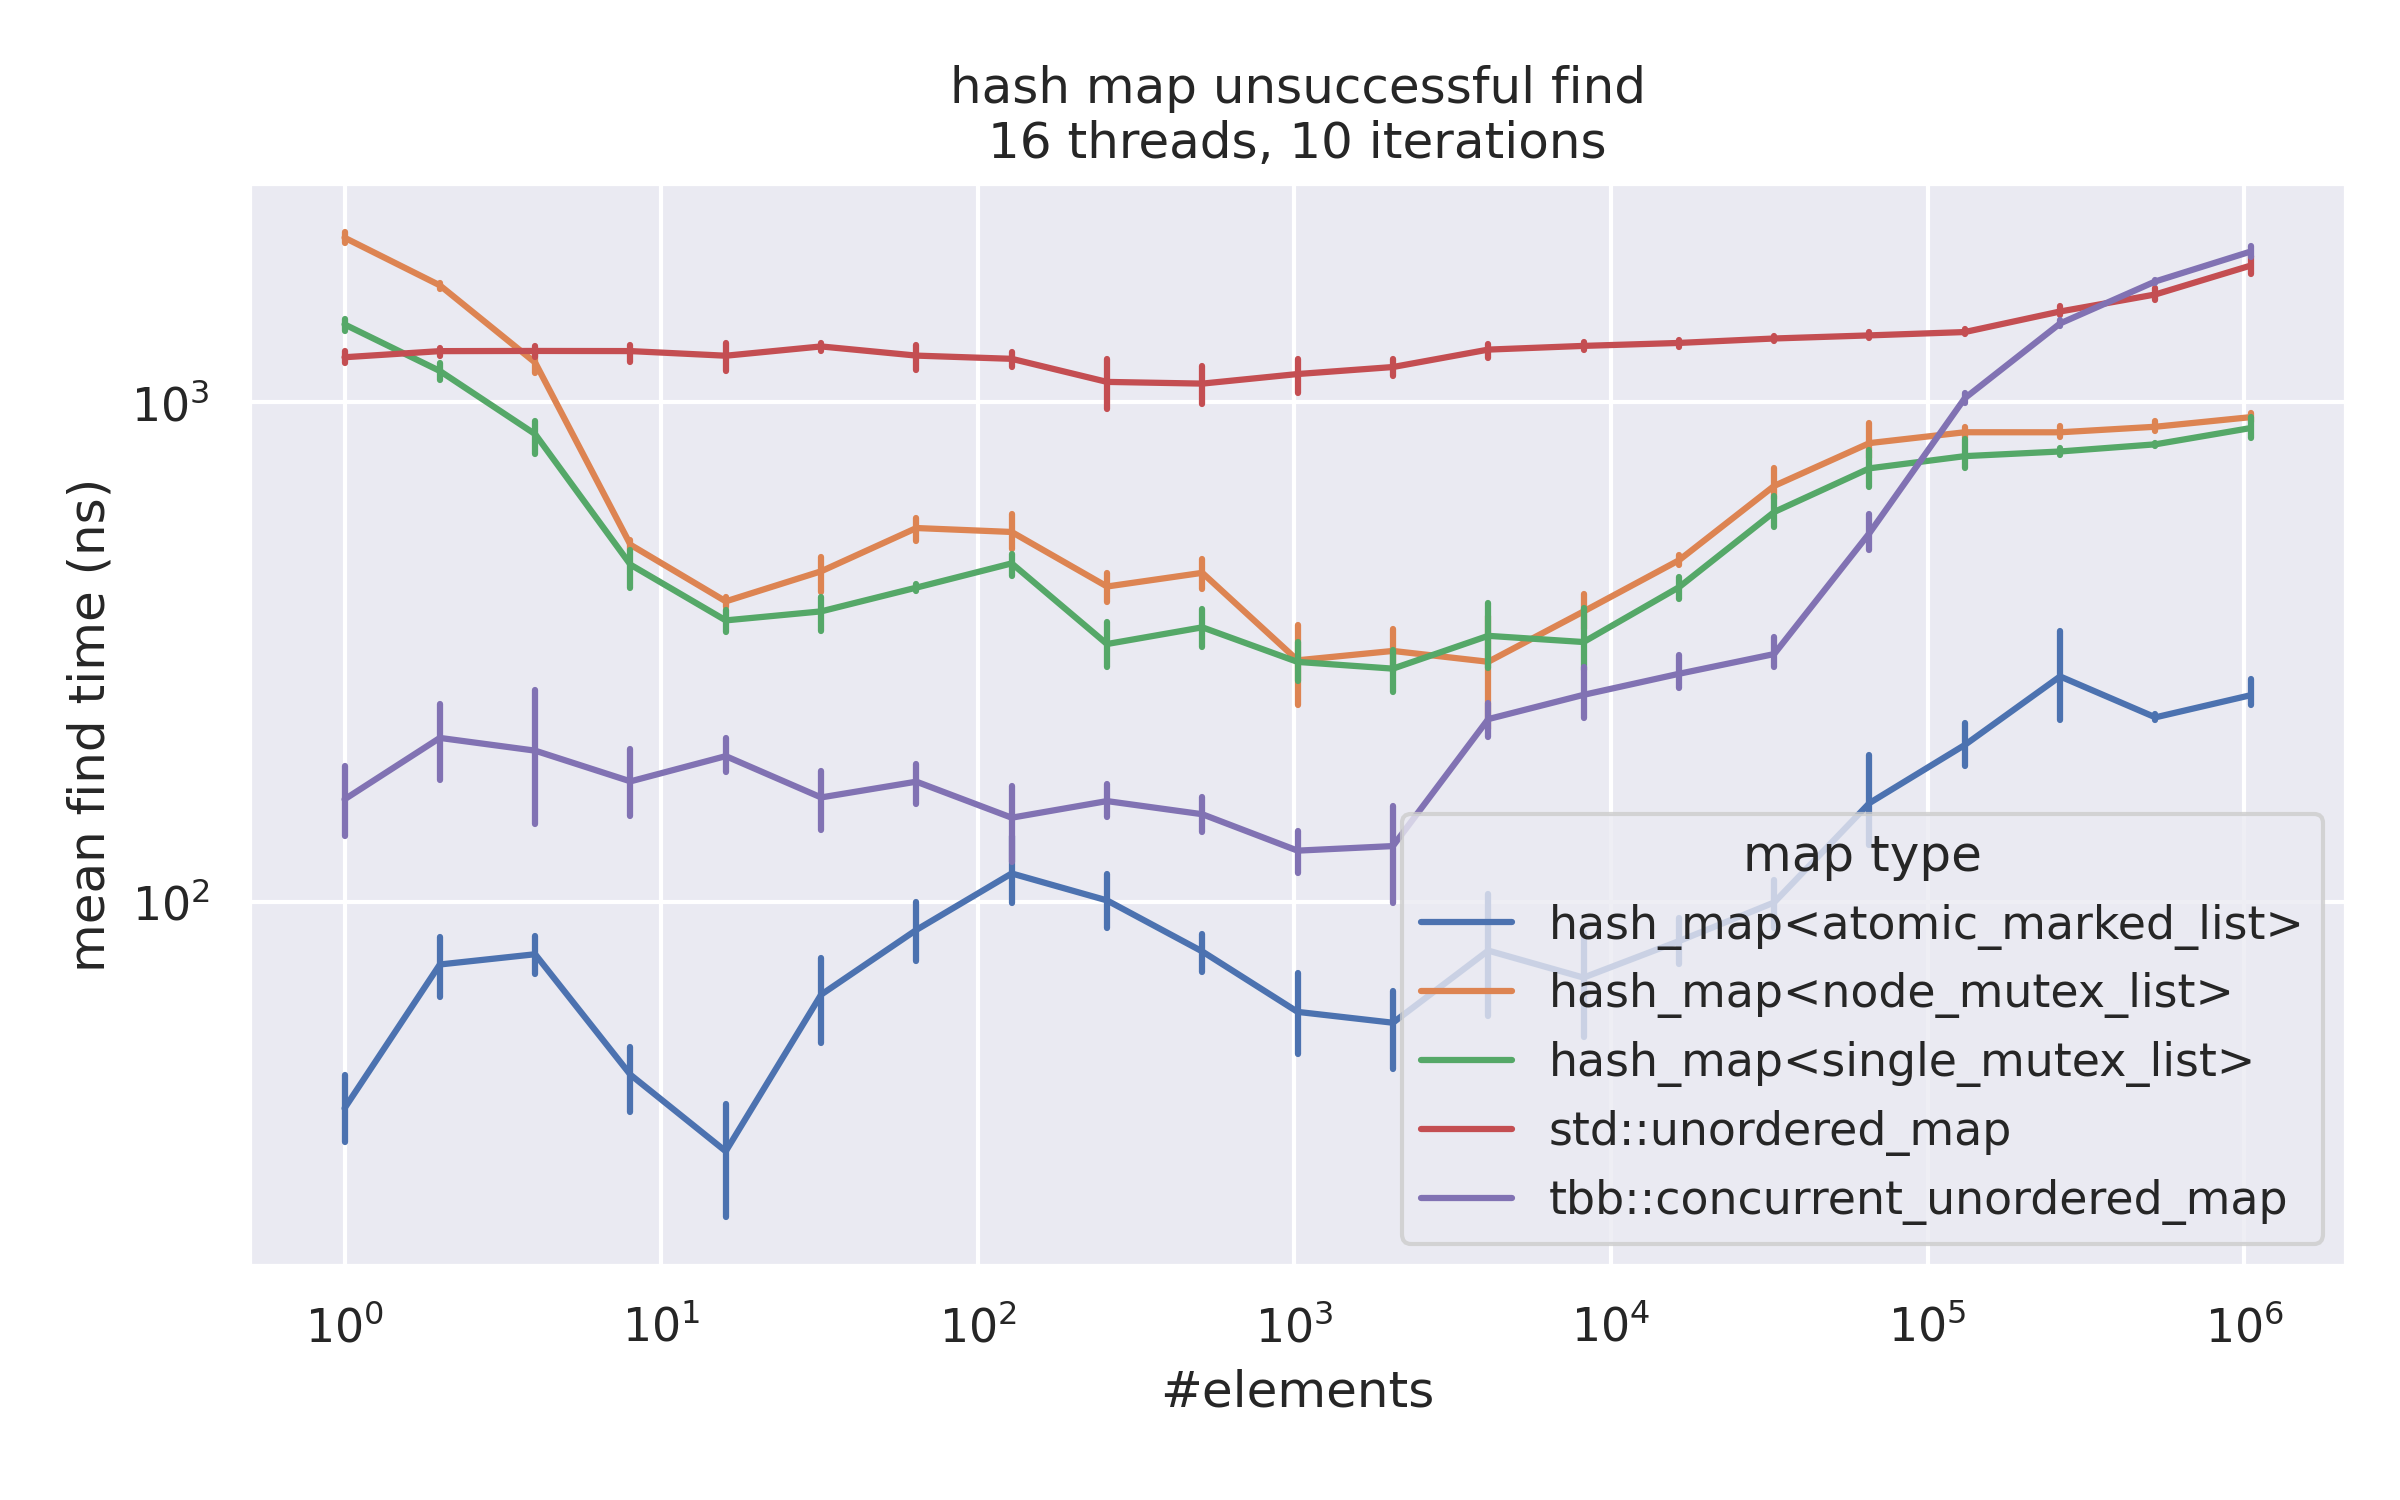 hash map unsuccessful find
16 threads, 10 iterations
mean find time (ns)
10³
10²
map type
hash_map<atomic_marked_list>
hash_map<node_mutex_list>
hash_map<single_mutex_list>
std::unordered_map
tbb::concurrent_unordered_map
10⁰ 10¹ 10² 10³ 10⁴ 10⁵ 10⁶
#elements